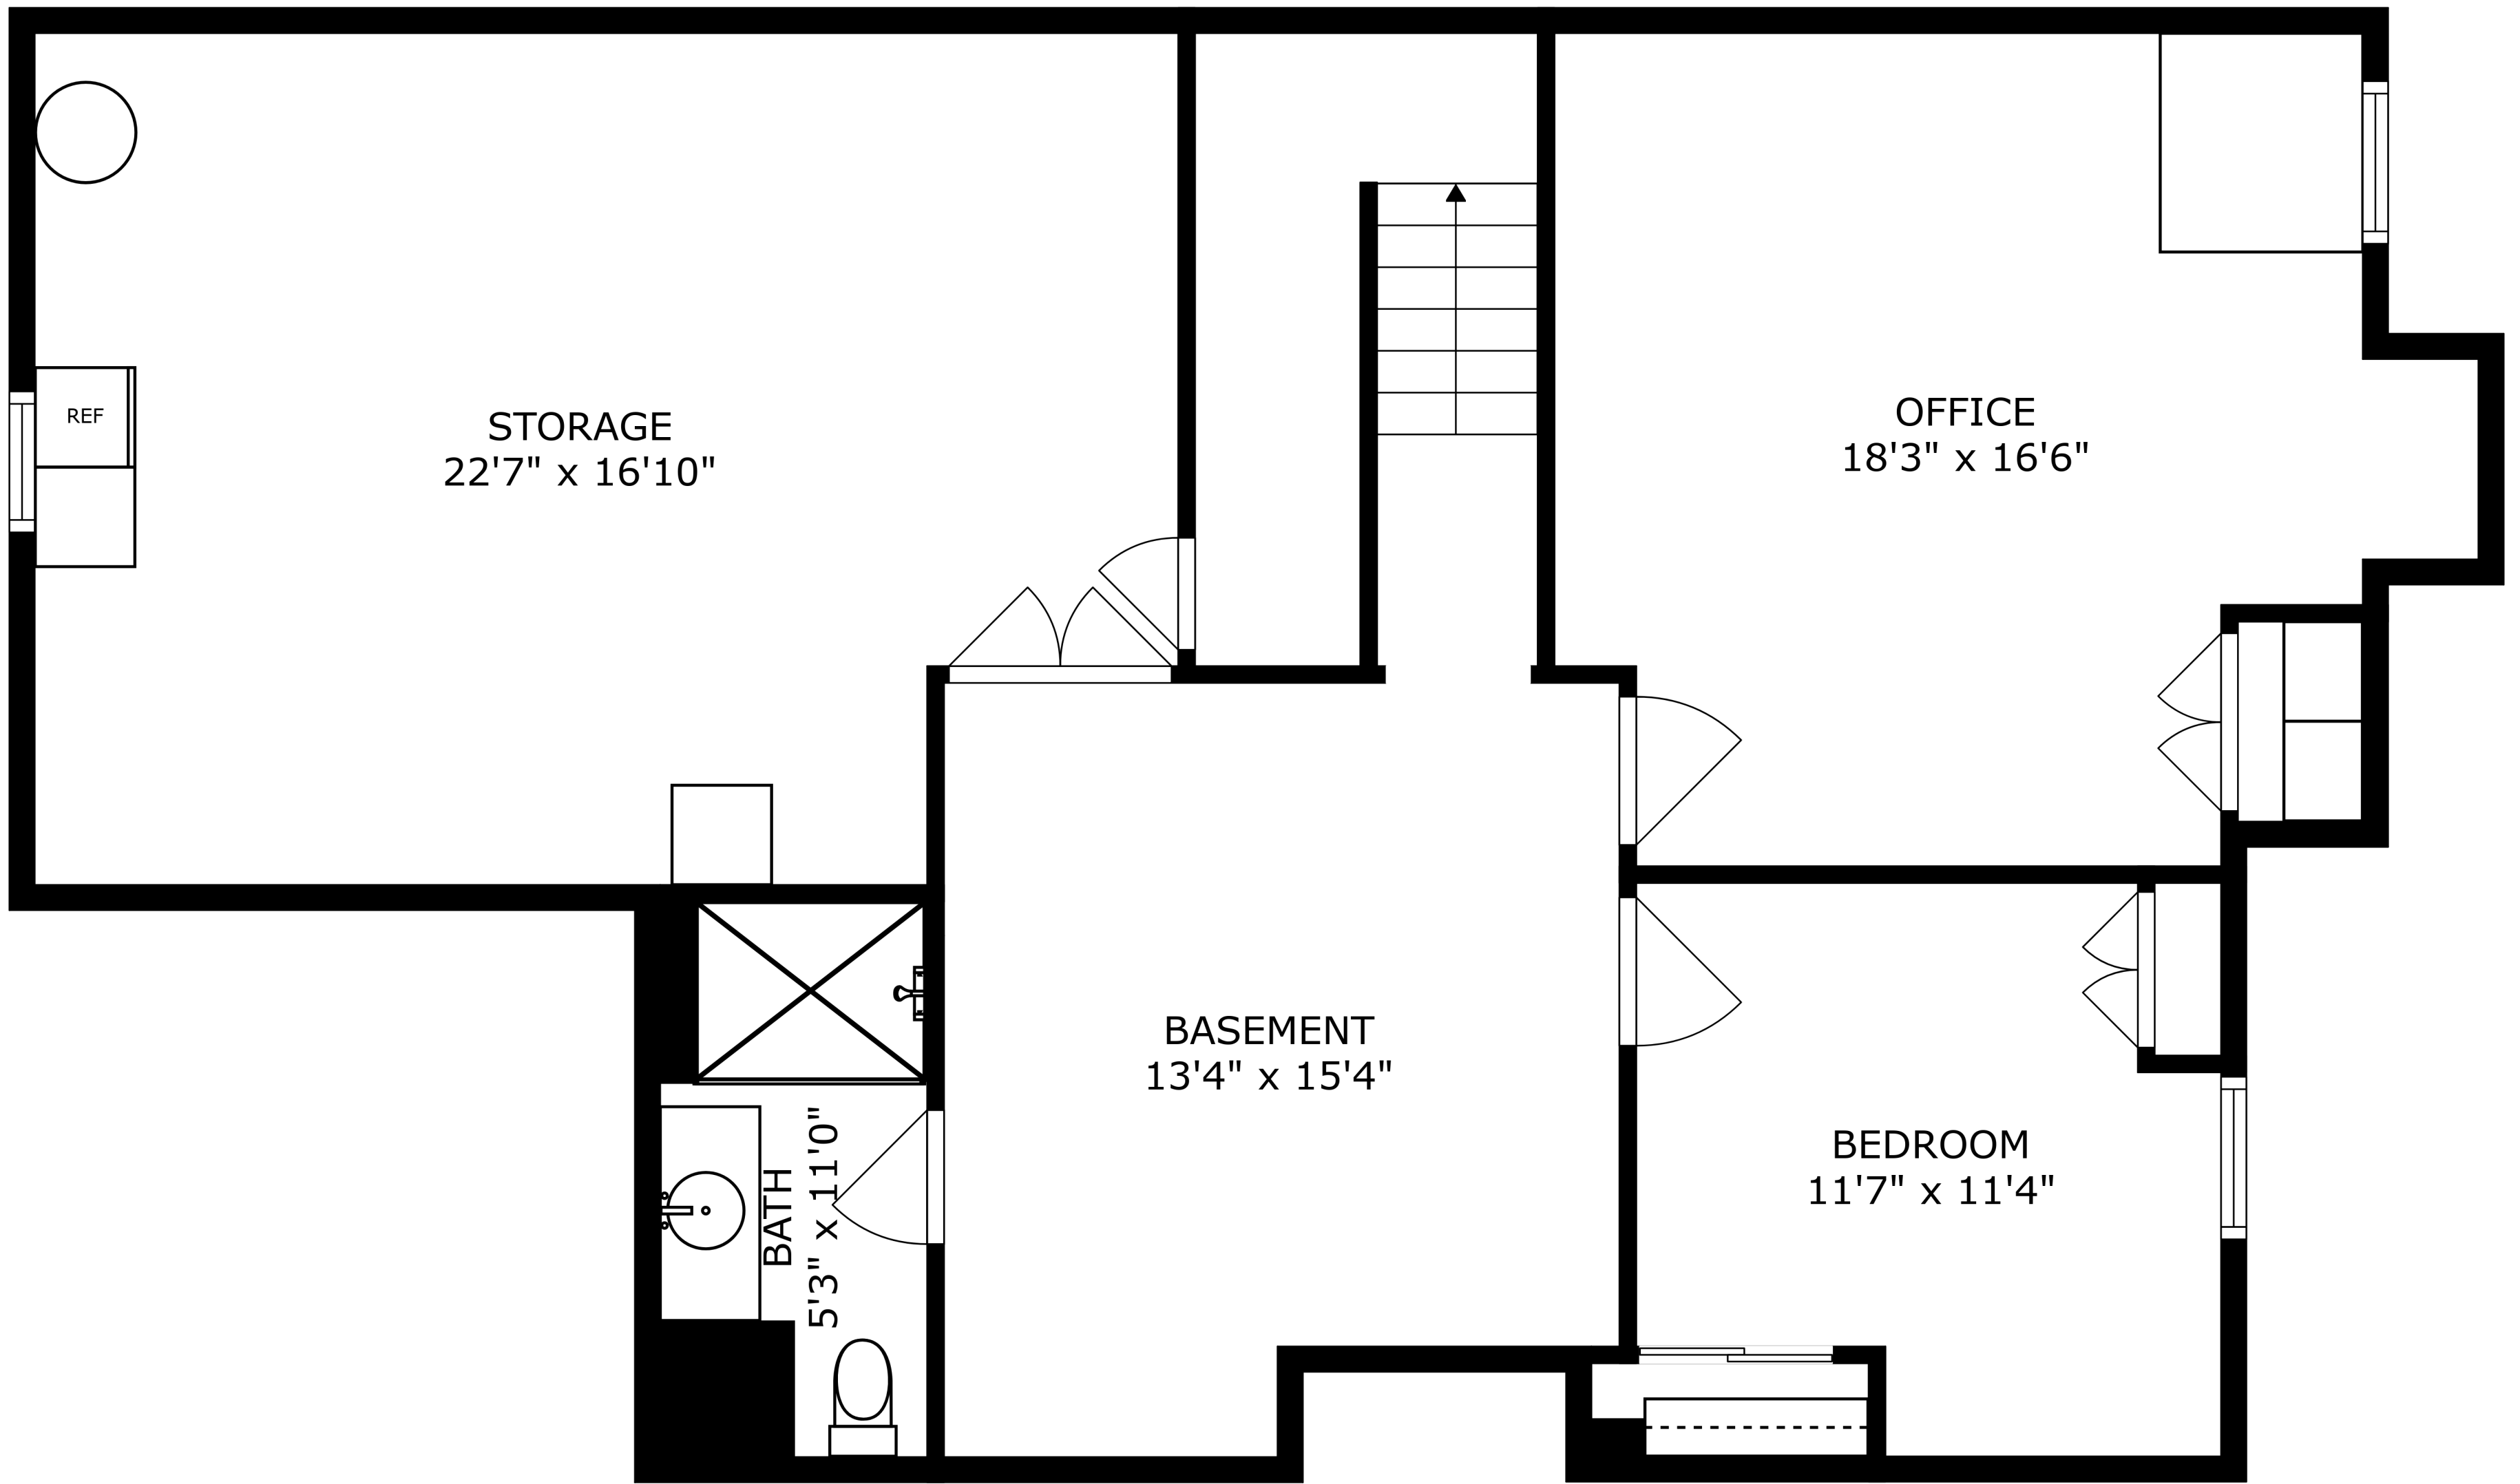 REF
STORAGE
22'7" x 16'10"
OFFICE
18'3" x 16'6"
BASEMENT
13'4" x 15'4"
BATH
5'3" x 11'0"
BEDROOM
11'7" x 11'4"